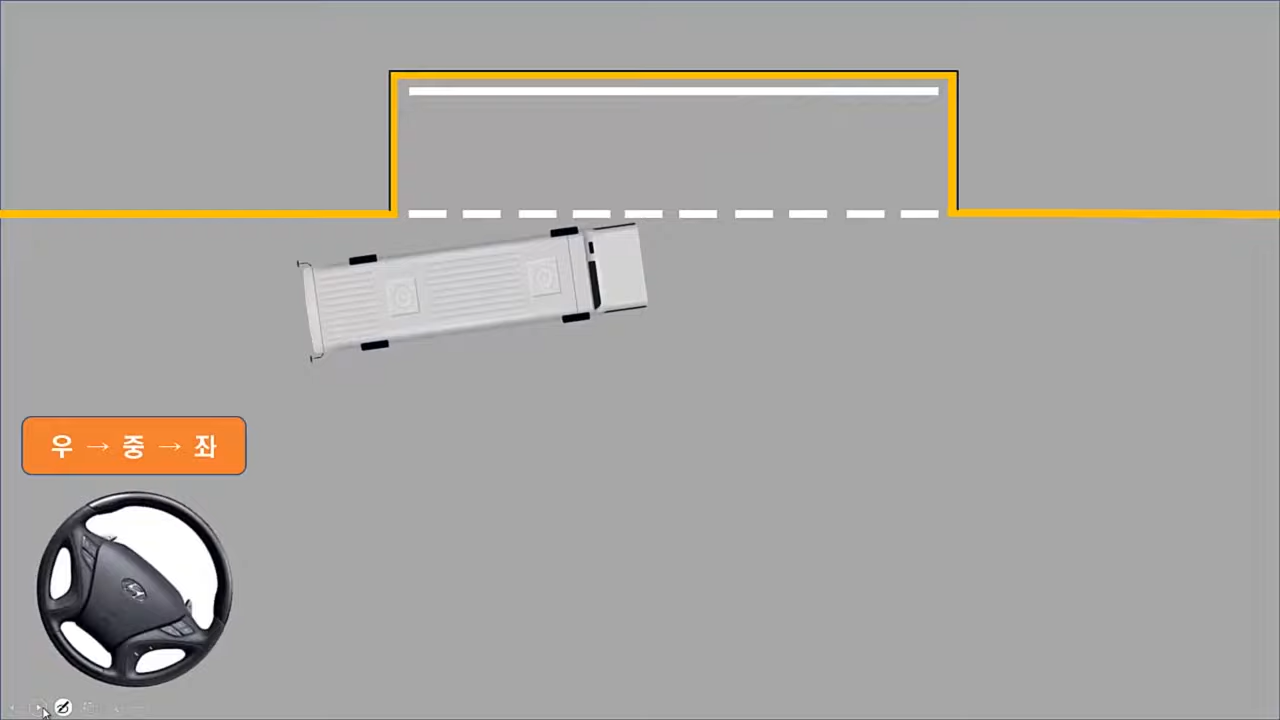 우 → 중 → 좌